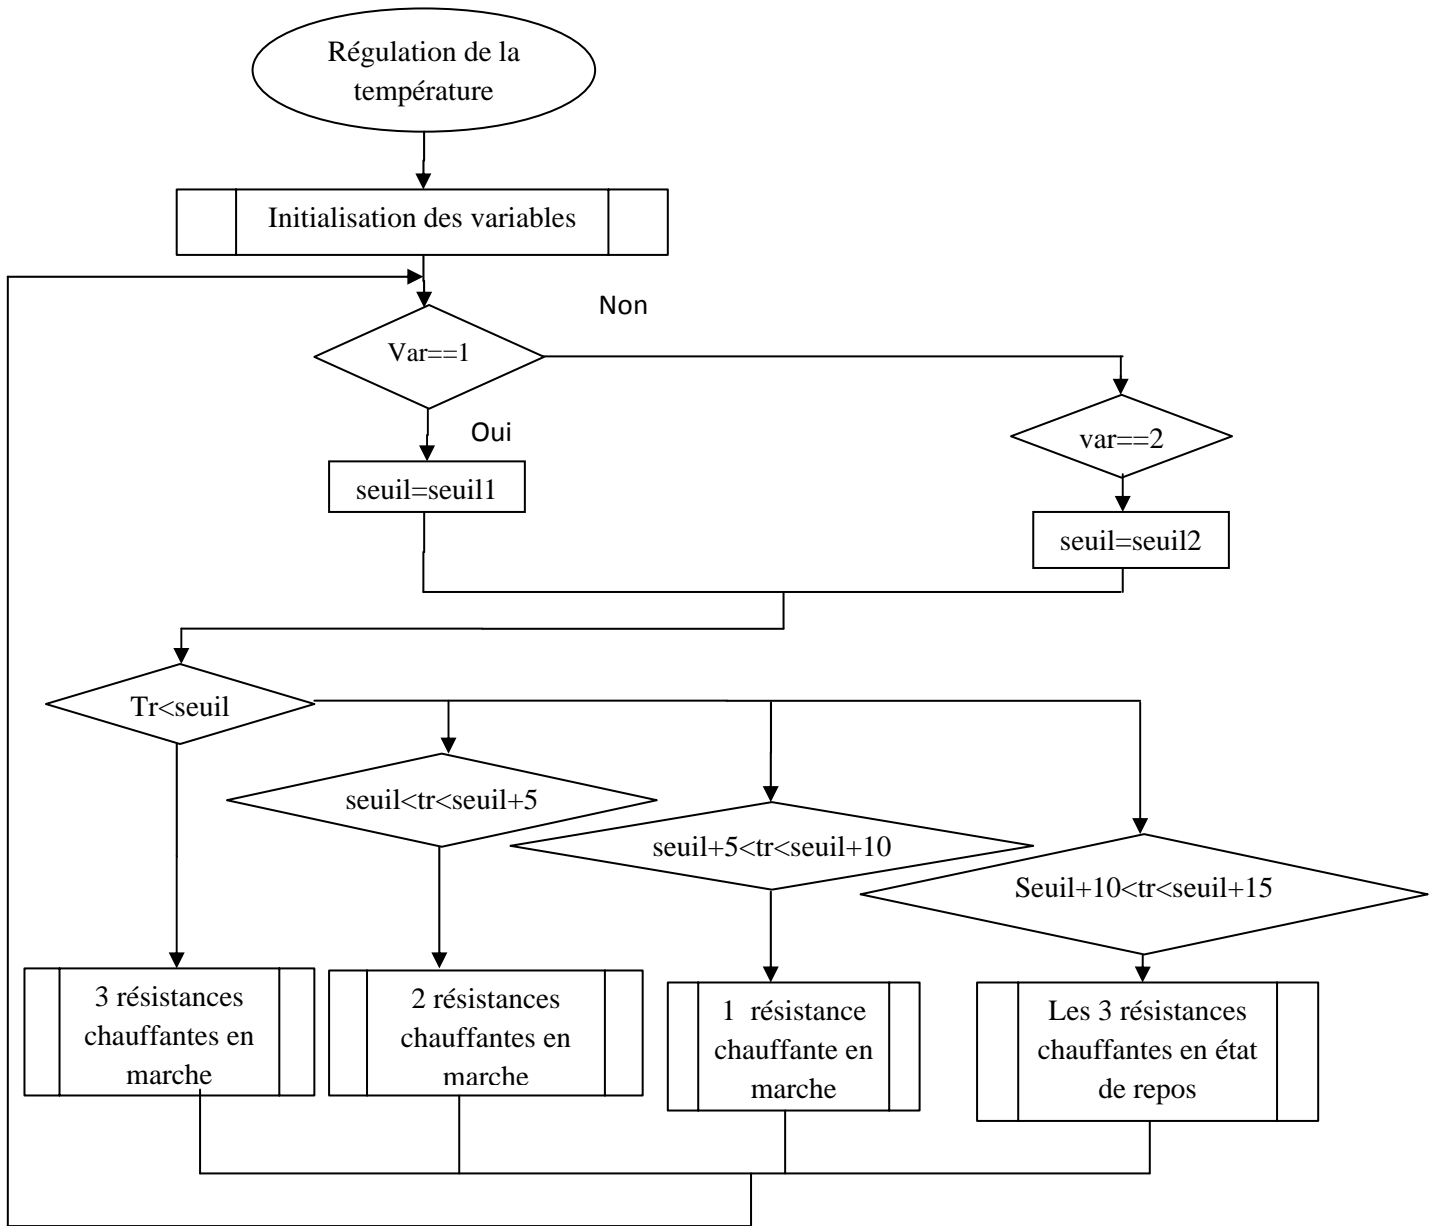 Régulation de la
température
Initialisation des variables
Non
Var==1
Oui
var==2
seuil=seuil1
seuil=seuil2
Tr<seuil
seuil<tr<seuil+5
seuil+5<tr<seuil+10
Seuil+10<tr<seuil+15
3 résistances
chauffantes en
marche
2 résistances
chauffantes en
marche
1 résistance
chauffante en
marche
Les 3 résistances
chauffantes en état
de repos